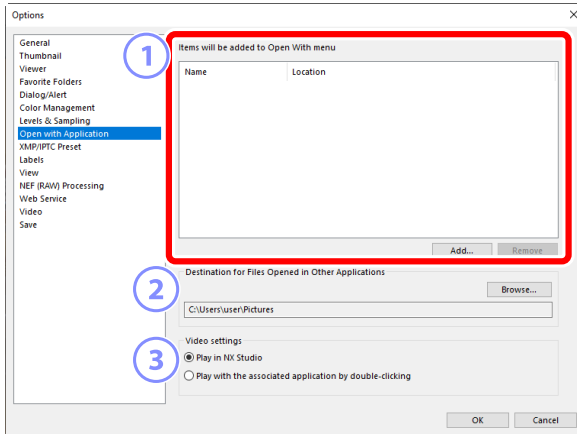 Options
General
Thumbnail
Viewer
Favorite Folders
Dialog/Alert
Color Management
Levels & Sampling
Open with Application
XMP/IPTC Preset
Labels
View
NEF (RAW) Processing
Web Service
Video
Save
1
Items will be added to Open With menu
Name Location
Add... Remove
2
Destination for Files Opened in Other Applications
Browse...
C:\Users\user\Pictures
3
Video settings
Play in NX Studio
Play with the associated application by double-clicking
OK Cancel